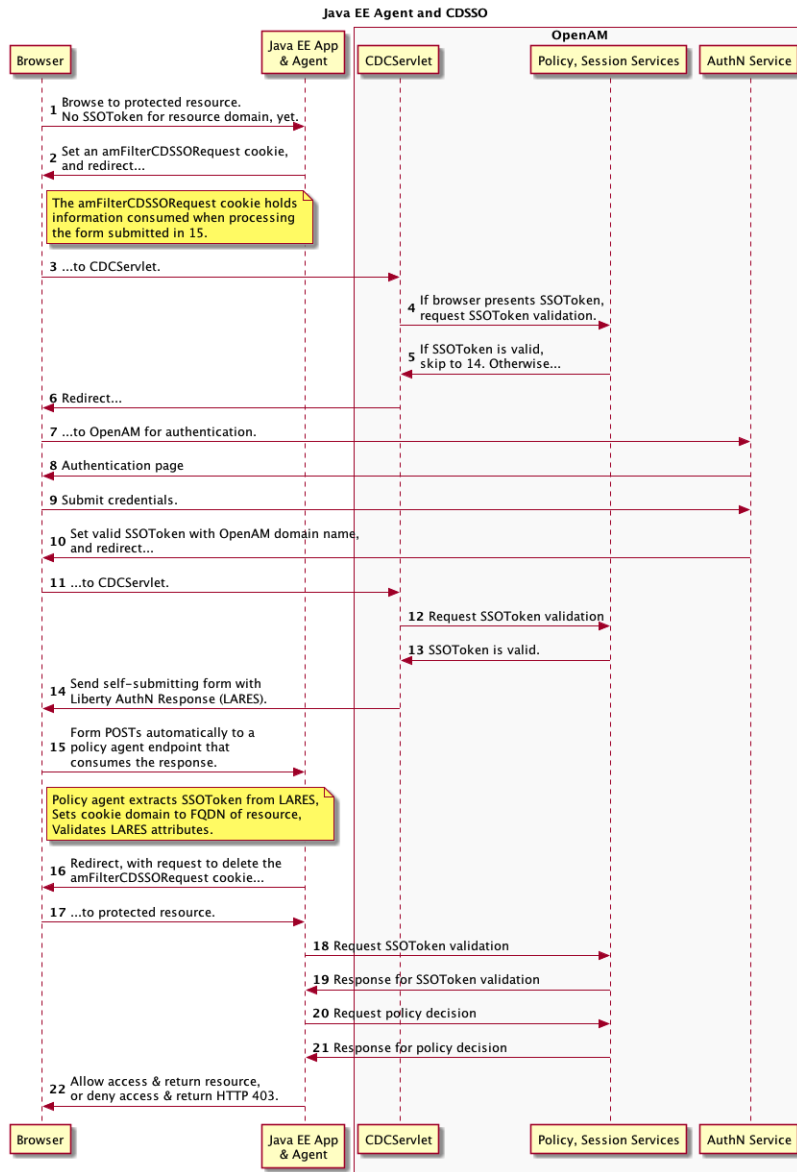 Java EE Agent and CDSSO
OpenAM
Browser
Java EE App
& Agent
CDCServlet
Policy, Session Services
AuthN Service
1 Browse to protected resource.
No SSOToken for resource domain, yet.
2 Set an amFilterCDSSORequest cookie,
and redirect...
The amFilterCDSSORequest cookie holds
information consumed when processing
the form submitted in 15.
3 ...to CDCServlet.
4 If browser presents SSOToken,
request SSOToken validation.
5 If SSOToken is valid,
skip to 14. Otherwise...
6 Redirect...
7 ...to OpenAM for authentication.
8 Authentication page
9 Submit credentials.
10 Set valid SSOToken with OpenAM domain name,
and redirect...
11 ...to CDCServlet.
12 Request SSOToken validation
13 SSOToken is valid.
14 Send self-submitting form with
Liberty AuthN Response (LARES).
15 Form POSTs automatically to a
policy agent endpoint that
consumes the response.
Policy agent extracts SSOToken from LARES,
Sets cookie domain to FQDN of resource,
Validates LARES attributes.
16 Redirect, with request to delete the
amFilterCDSSORequest cookie...
17 ...to protected resource.
18 Request SSOToken validation
19 Response for SSOToken validation
20 Request policy decision
21 Response for policy decision
22 Allow access & return resource,
or deny access & return HTTP 403.
Browser
Java EE App
& Agent
CDCServlet
Policy, Session Services
AuthN Service